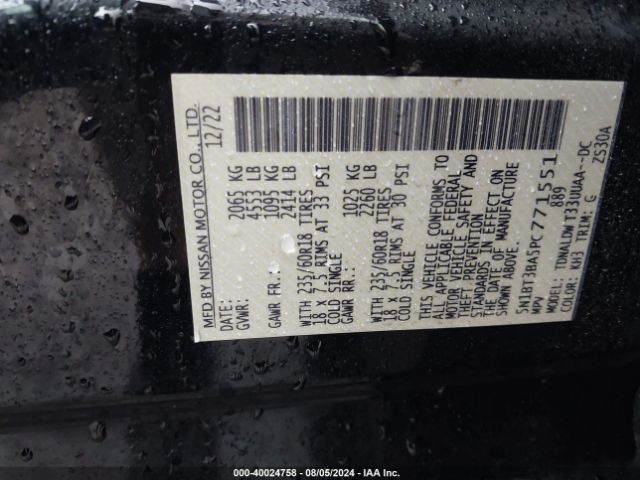 MFD BY NISSAN MOTOR CO.,LTD.
DATE: 12/22
GVWR: 2065 KG
4553 LB
GAWR FR.: 1095 KG
2414 LB
WITH 235/60R18 TIRES
18 X 7.5 RIMS AT 33 PSI
COLD SINGLE
GAWR RR.: 1025 KG
2260 LB
WITH 235/60R18 TIRES
18 X 7.5 RIMS AT 30 PSI
COLD SINGLE
THIS VEHICLE CONFORMS TO
ALL APPLICABLE FEDERAL
MOTOR VEHICLE SAFETY AND
THEFT PREVENTION
STANDARDS IN EFFECT ON
THE DATE OF MANUFACTURE
SHOWN ABOVE.
5N1BT3BA5PC771551
MPV 889
MODEL: TDNALDWT33UUAA--DC
COLOR: KH3 TRIM: G ZS30A
000-40024758 - 08/05/2024 - IAA Inc.